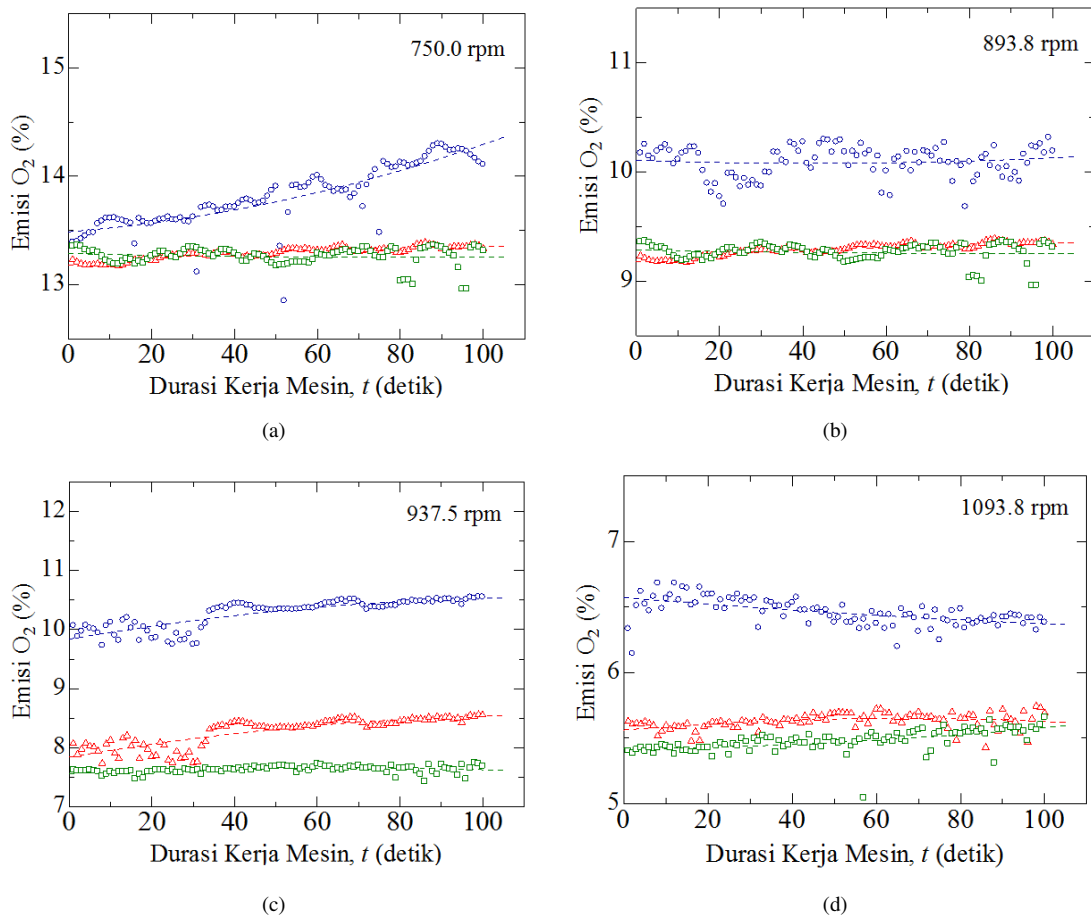 750.0 rpm
15
14
13
Emisi O₂ (%)
0 20 40 60 80 100
Durasi Kerja Mesin, t (detik)
(a)
893.8 rpm
11
10
9
Emisi O₂ (%)
0 20 40 60 80 100
Durasi Kerja Mesin, t (detik)
(b)
937.5 rpm
12
11
10
9
8
7
Emisi O₂ (%)
0 20 40 60 80 100
Durasi Kerja Mesin, t (detik)
(c)
1093.8 rpm
7
6
5
Emisi O₂ (%)
0 20 40 60 80 100
Durasi Kerja Mesin, t (detik)
(d)